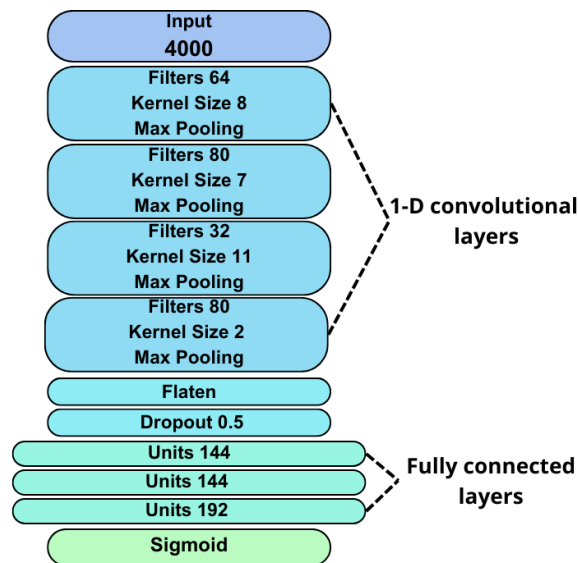 Input
4000
Filters 64
Kernel Size 8
Max Pooling
Filters 80
Kernel Size 7
Max Pooling
1-D convolutional
layers
Filters 32
Kernel Size 11
Max Pooling
Filters 80
Kernel Size 2
Max Pooling
Flaten
Dropout 0.5
Units 144
Units 144
Units 192
Fully connected
layers
Sigmoid